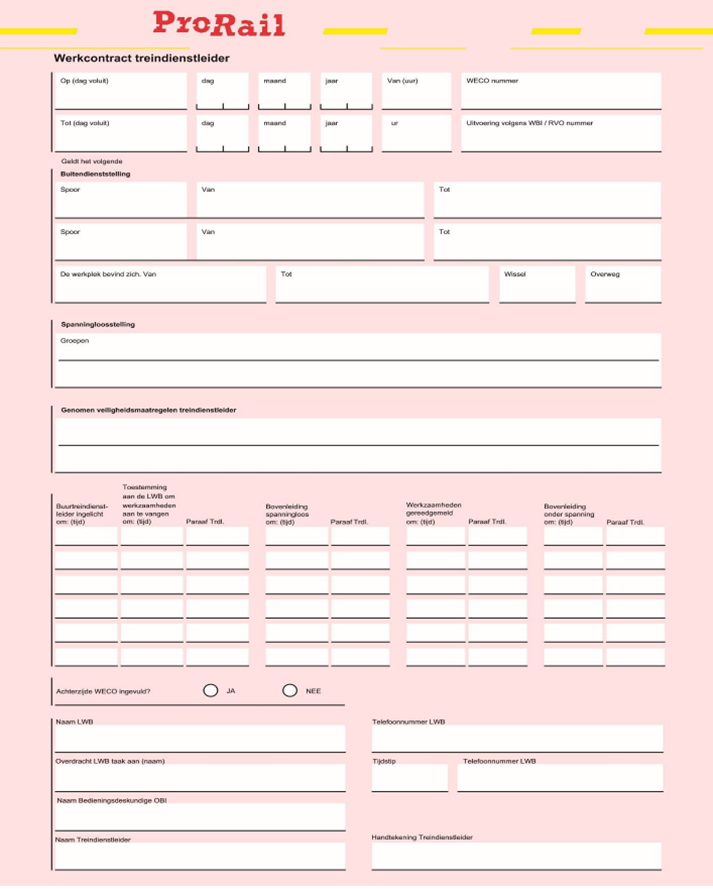 ProRail
Werkcontract treindienstleider
Op (dag voluit) dag maand jaar Van (uur) WECO nummer
Tot (dag voluit) dag maand jaar ur Uitvoering volgens WBI / RVO nummer
Geldt het volgende
Buitendienststelling
Spoor Van Tot
Spoor Van Tot
De werkplek bevind zich. Van Tot Wissel Overweg
Spanningloosstelling
Groepen
Genomen veiligheidsmaatregelen treindienstleider
Buurtreindienst-
leider ingelicht
om: (tijd)
Toestemming
aan de LWB om
werkzaamheden
aan te vangen
om: (tijd)
Paraaf Trdl.
Bovenleiding
spanningloos
om: (tijd)
Paraaf Trdl.
Werkzaamheden
gereedgemeld
om: (tijd)
Paraaf Trdl.
Bovenleiding
onder spanning
om: (tijd)
Paraaf Trdl.
Achterzijde WECO ingevuld? JA NEE
Naam LWB Telefoonnummer LWB
Overdracht LWB taak aan (naam) Tijdstip Telefoonnummer LWB
Naam Bedieningsdeskundige OBI
Naam Treindienstleider Handtekening Treindienstleider